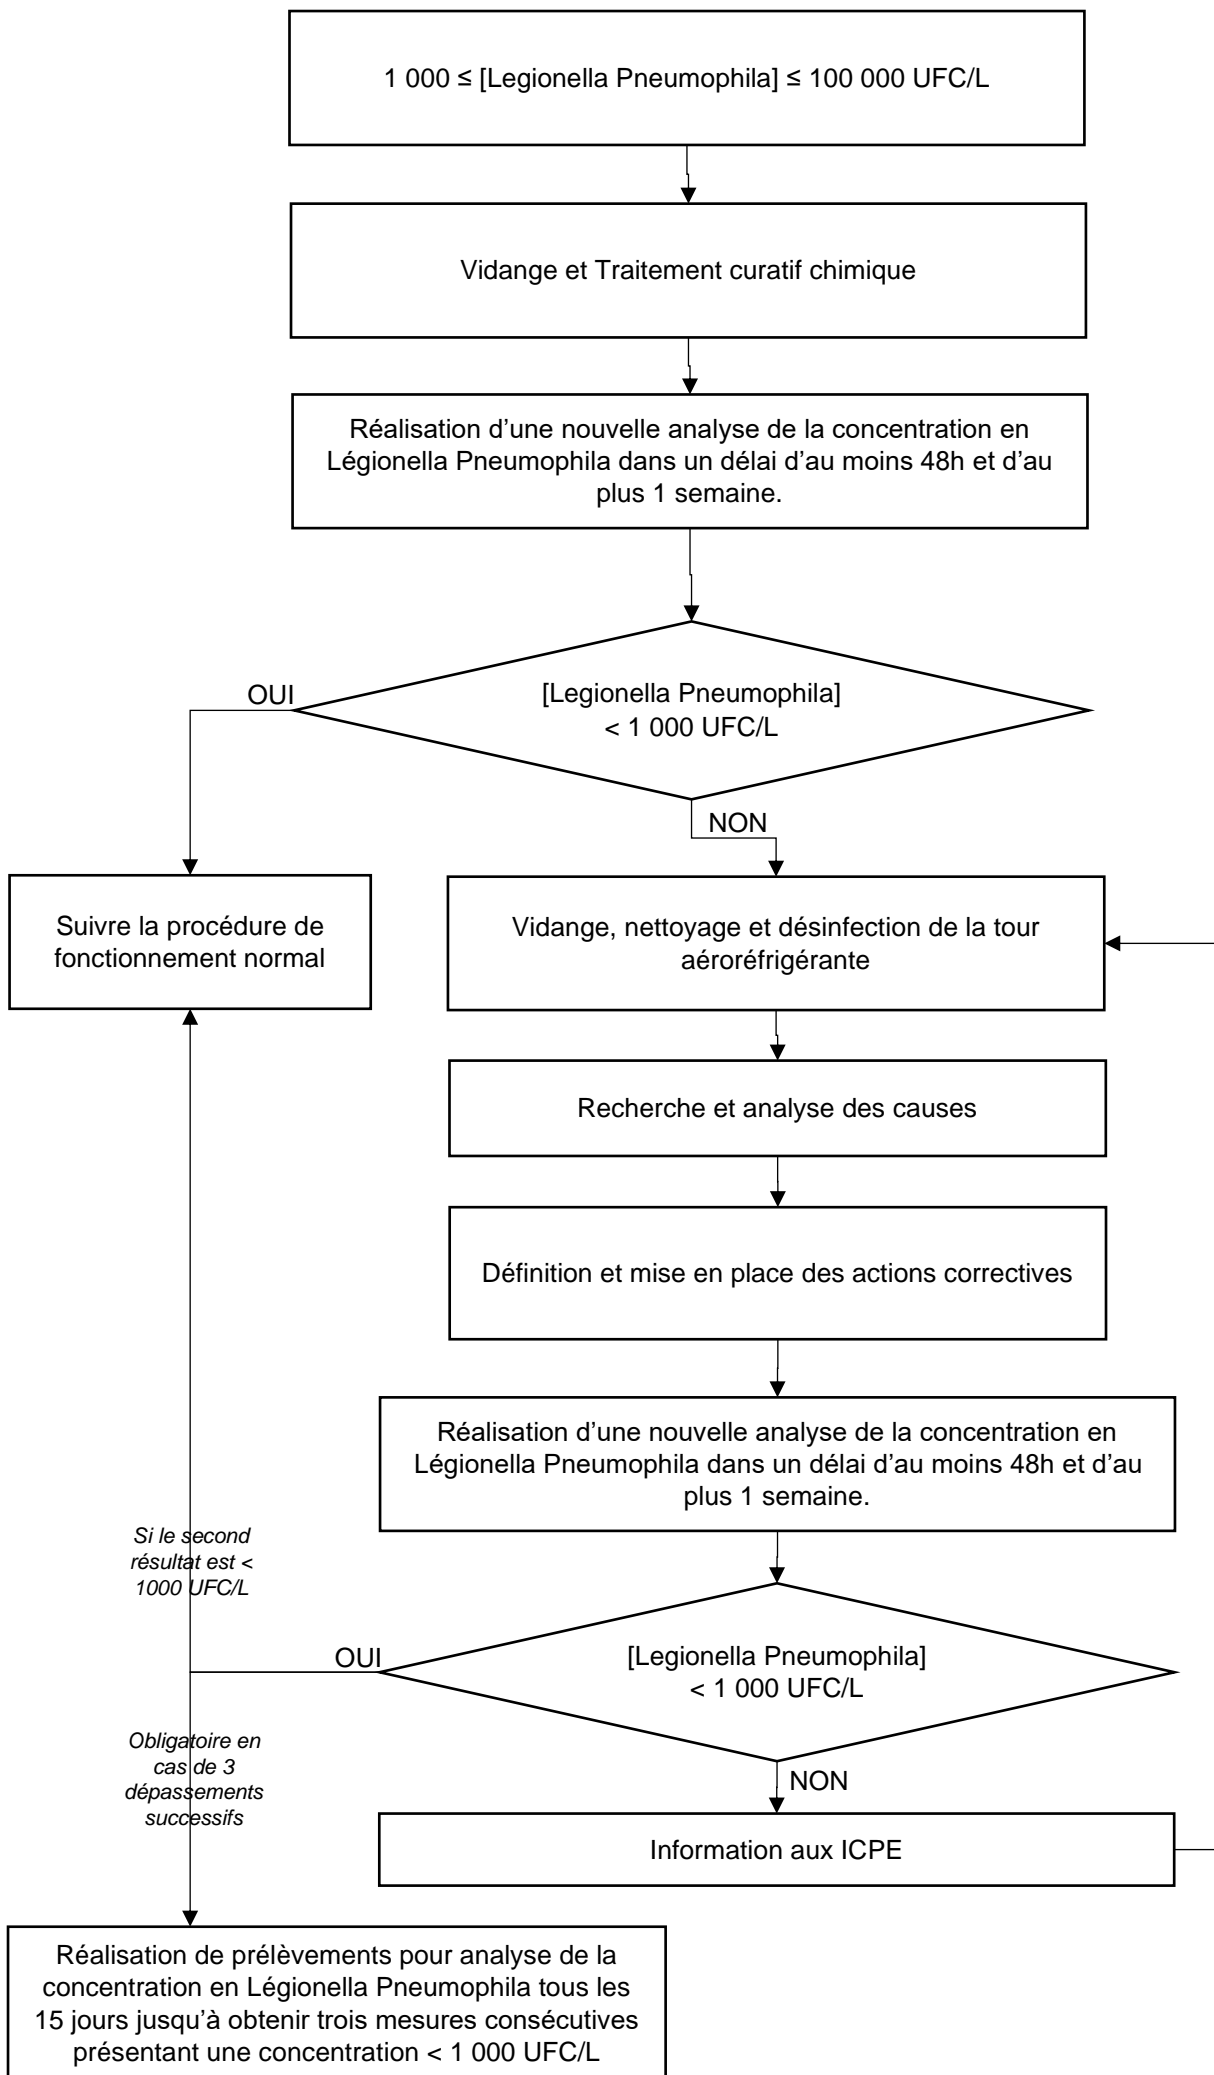 1 000 ≤ [Legionella Pneumophila] ≤ 100 000 UFC/L
Vidange et Traitement curatif chimique
Réalisation d’une nouvelle analyse de la concentration en
Légionella Pneumophila dans un délai d’au moins 48h et d’au
plus 1 semaine.
[Legionella Pneumophila]
< 1 000 UFC/L
OUI
NON
Suivre la procédure de
fonctionnement normal
Vidange, nettoyage et désinfection de la tour
aéroréfrigérante
Recherche et analyse des causes
Définition et mise en place des actions correctives
Réalisation d’une nouvelle analyse de la concentration en
Légionella Pneumophila dans un délai d’au moins 48h et d’au
plus 1 semaine.
Si le second
résultat est <
1000 UFC/L
OUI
[Legionella Pneumophila]
< 1 000 UFC/L
Obligatoire en
cas de 3
dépassements
successifs
NON
Information aux ICPE
Réalisation de prélèvements pour analyse de la
concentration en Légionella Pneumophila tous les
15 jours jusqu’à obtenir trois mesures consécutives
présentant une concentration < 1 000 UFC/L